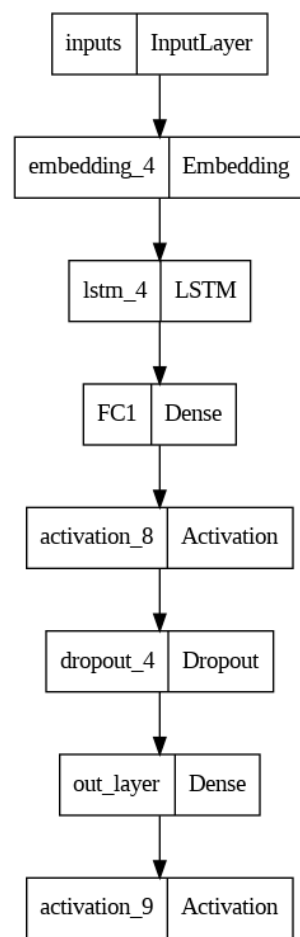 inputs InputLayer
embedding_4 Embedding
lstm_4 LSTM
FC1 Dense
activation_8 Activation
dropout_4 Dropout
out_layer Dense
activation_9 Activation